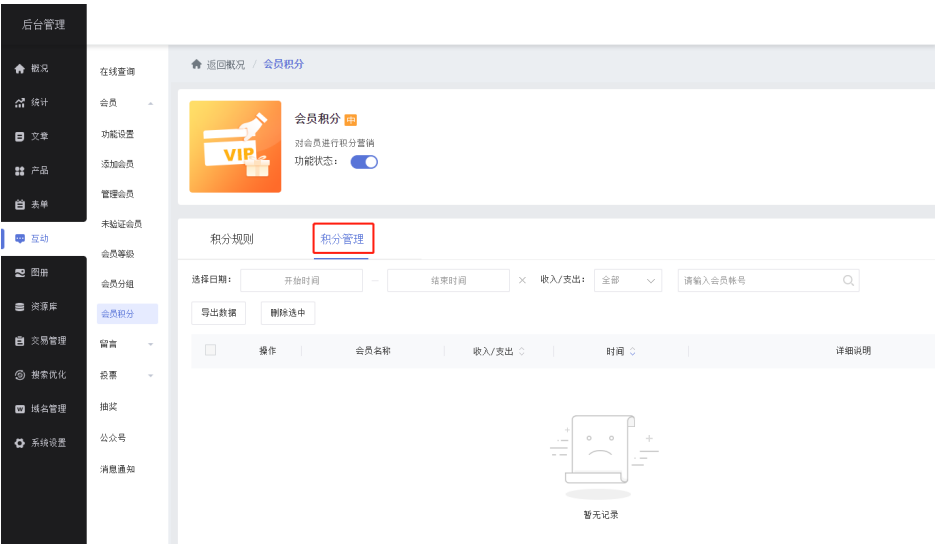 后台管理
概况
统计
文章
产品
表单
互动
图册
资源库
交易管理
搜索优化
域名管理
系统设置
在线查询
会员
功能设置
添加会员
管理会员
未验证会员
会员等级
会员分组
会员积分
留言
投票
抽奖
公众号
消息通知
返回概况 / 会员积分
VIP
会员积分 中
对会员进行积分营销
功能状态：
积分规则 积分管理
选择日期： 开始时间 — 结束时间 × 收入/支出： 全部 请输入会员帐号
导出数据 删除选中
操作 会员名称 收入/支出 时间 详细说明
暂无记录